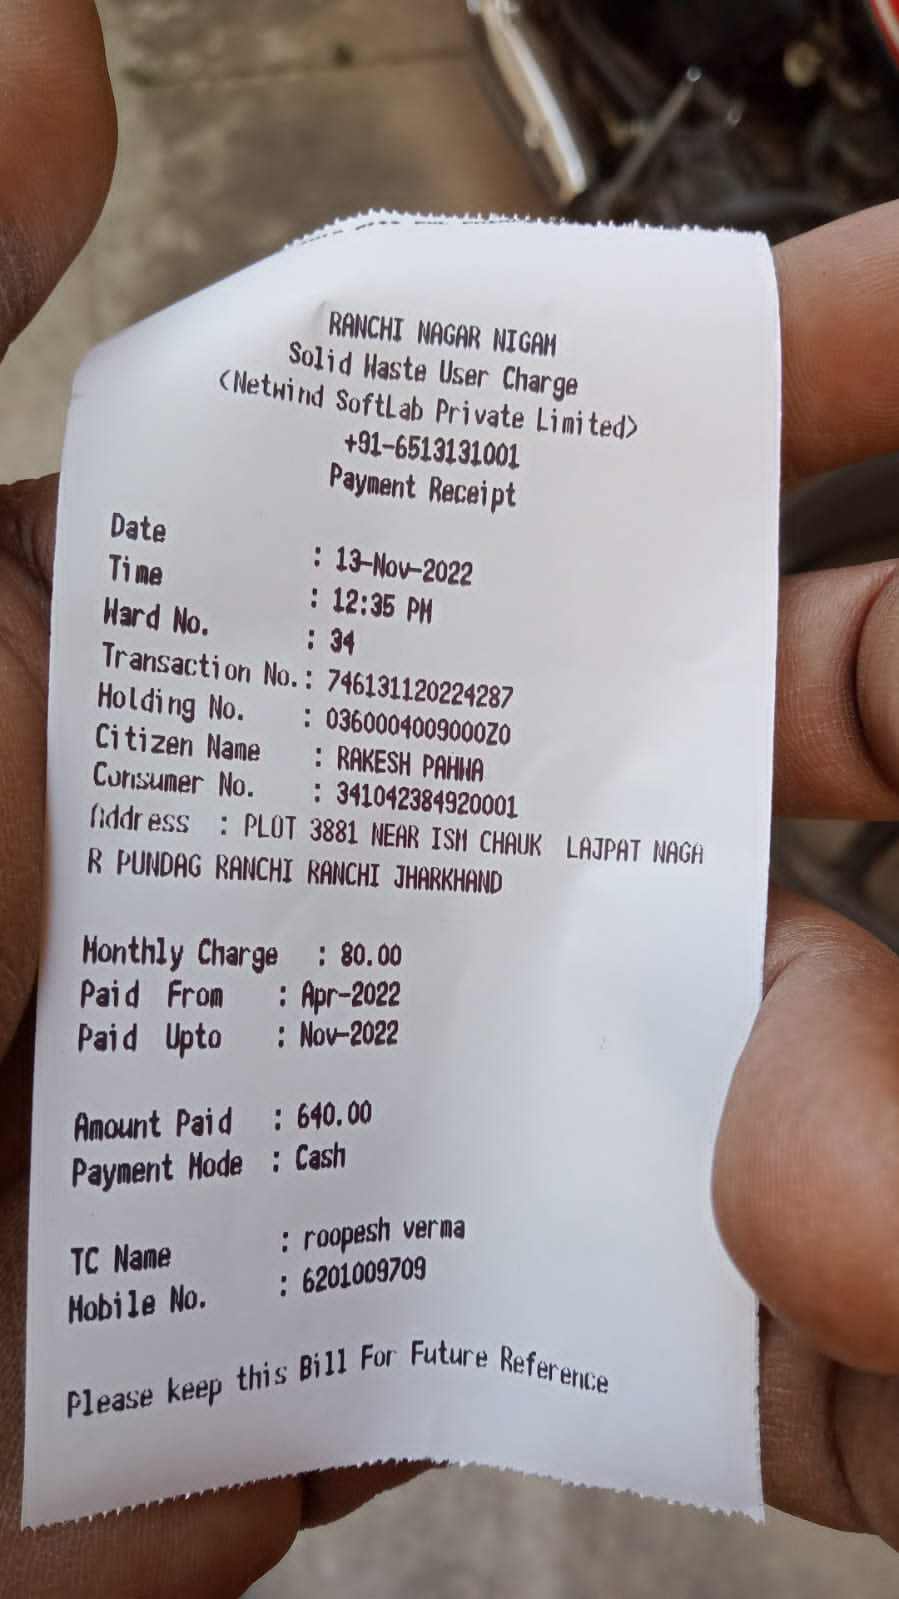 RANCHI NAGAR NIGAM
Solid Waste User Charge
<Netwind SoftLab Private Limited>
+91-6513131001
Payment Receipt
Date : 13-Nov-2022
Time : 12:35 PM
Ward No. : 34
Transaction No. : 746131120224287
Holding No. : 0360004009000Z0
Citizen Name : RAKESH PAHWA
Consumer No. : 341042384920001
Address : PLOT 3881 NEAR ISM CHAUK LAJPAT NAGA
R PUNDAG RANCHI RANCHI JHARKHAND
Monthly Charge : 80.00
Paid From : Apr-2022
Paid Upto : Nov-2022
Amount Paid : 640.00
Payment Mode : Cash
TC Name : roopesh verma
Mobile No. : 6201009709
Please keep this Bill For Future Reference